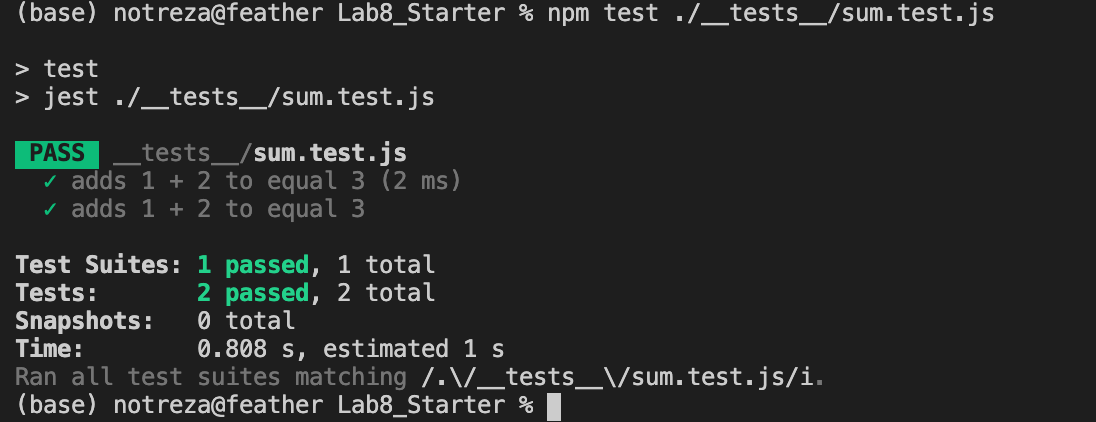 (base) notreza@feather Lab8_Starter % npm test ./__tests__/sum.test.js
> test
> jest ./__tests__/sum.test.js
PASS __tests__/sum.test.js
✓ adds 1 + 2 to equal 3 (2 ms)
✓ adds 1 + 2 to equal 3
Test Suites: 1 passed, 1 total
Tests: 2 passed, 2 total
Snapshots: 0 total
Time: 0.808 s, estimated 1 s
Ran all test suites matching /.\/__tests__\/sum.test.js/i.
(base) notreza@feather Lab8_Starter %